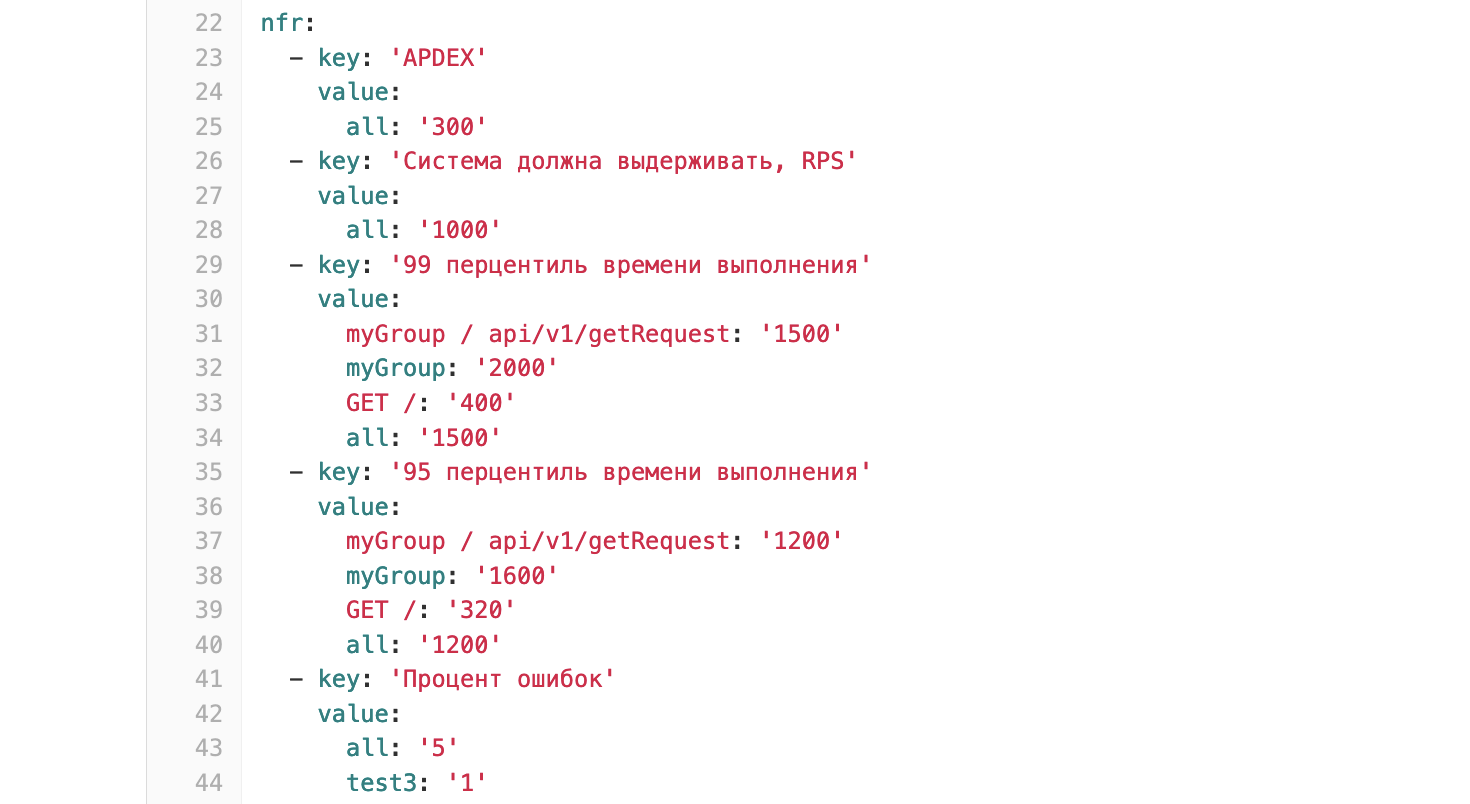 22 nfr:
23   - key: 'APDEX'
24     value:
25       all: '300'
26   - key: 'Система должна выдерживать, RPS'
27     value:
28       all: '1000'
29   - key: '99 перцентиль времени выполнения'
30     value:
31       myGroup / api/v1/getRequest: '1500'
32       myGroup: '2000'
33       GET /: '400'
34       all: '1500'
35   - key: '95 перцентиль времени выполнения'
36     value:
37       myGroup / api/v1/getRequest: '1200'
38       myGroup: '1600'
39       GET /: '320'
40       all: '1200'
41   - key: 'Процент ошибок'
42     value:
43       all: '5'
44       test3: '1'